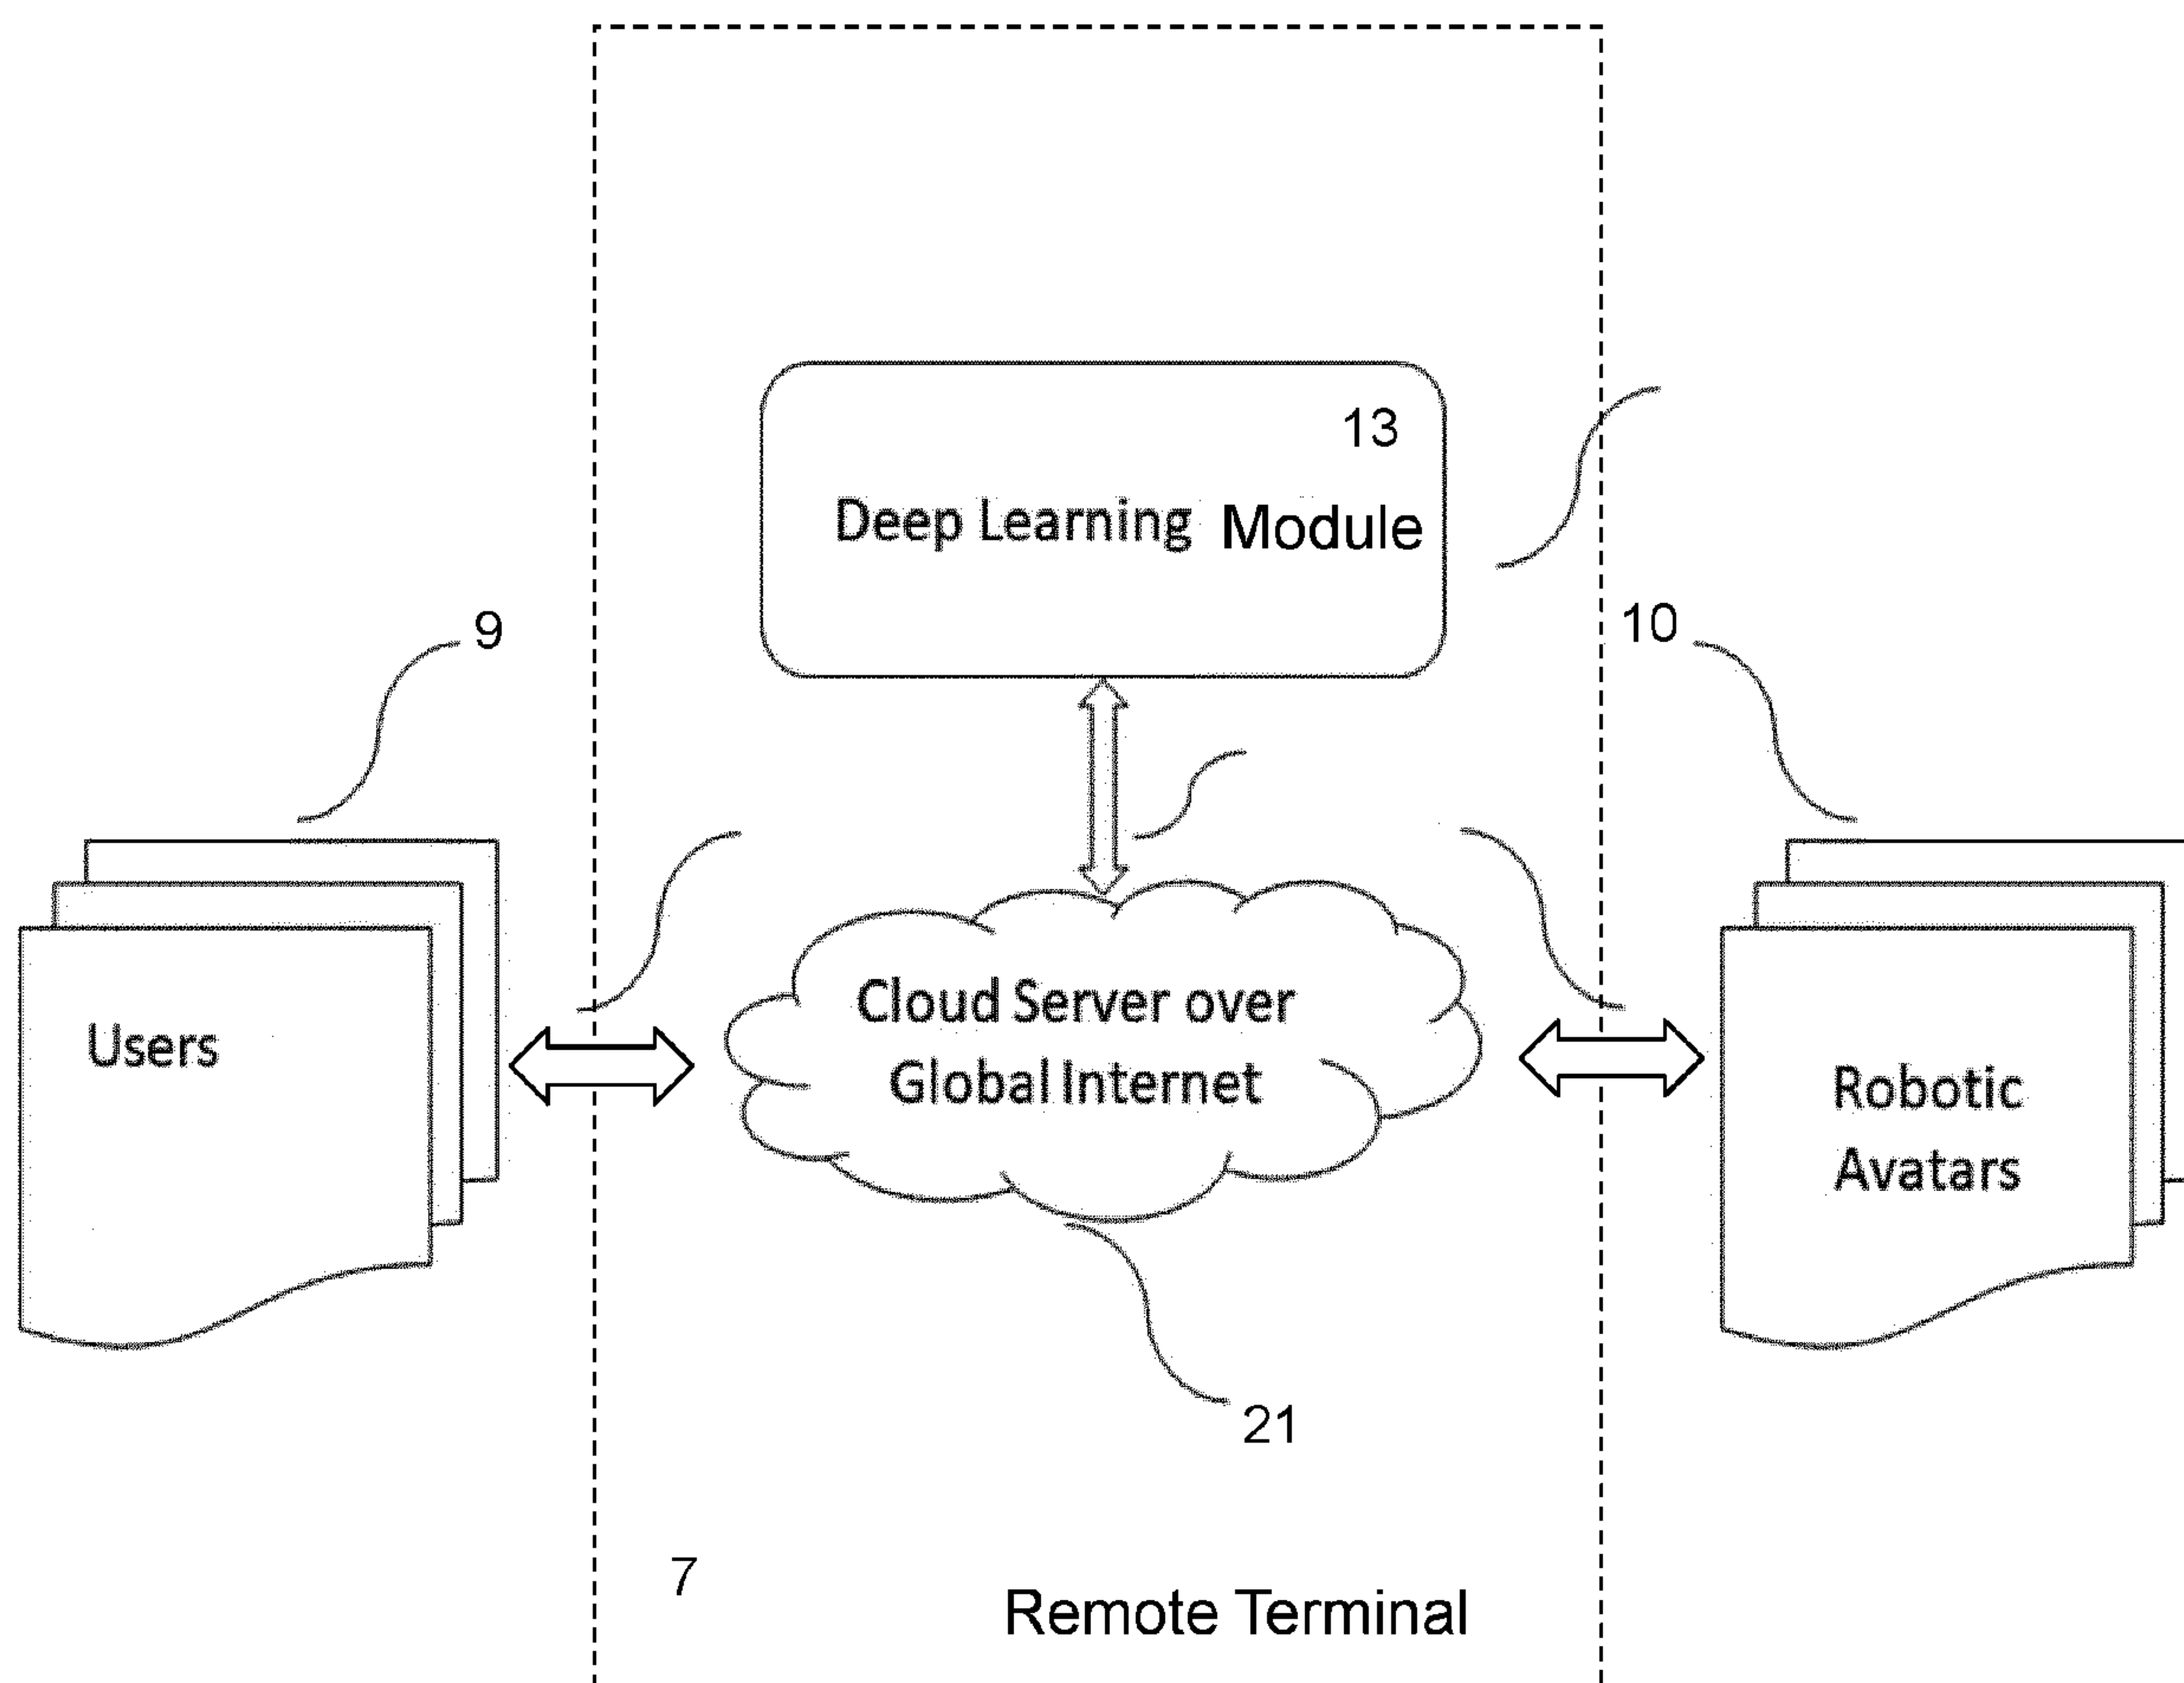 13
Deep Learning Module
9
10
Users
Cloud Server over
Global Internet
Robotic
Avatars
21
7
Remote Terminal